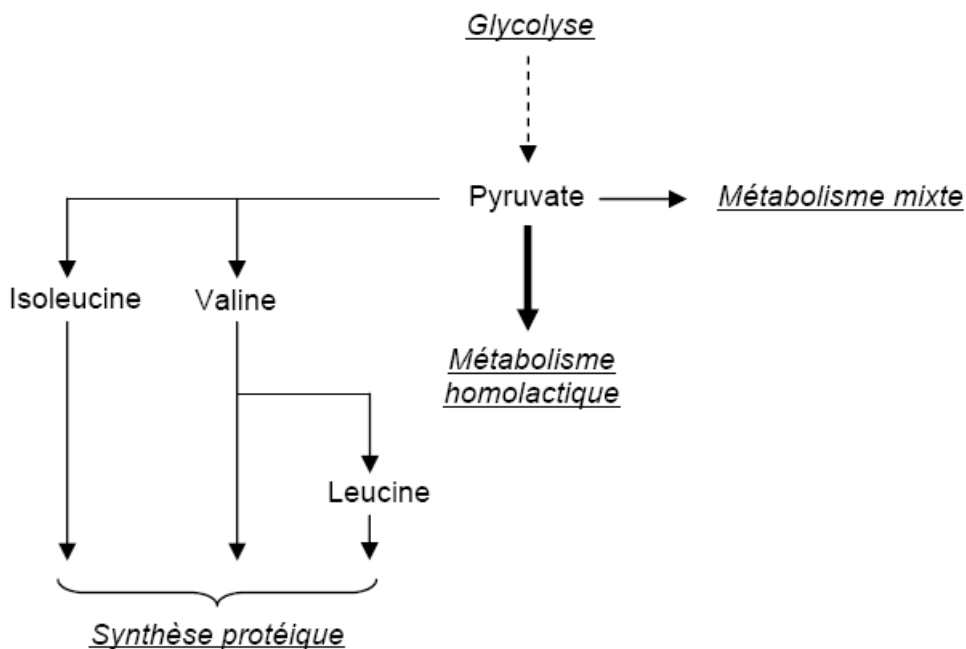 Glycolyse
Pyruvate
Métabolisme mixte
Isoleucine
Valine
Métabolisme
homolactique
Leucine
Synthèse protéique